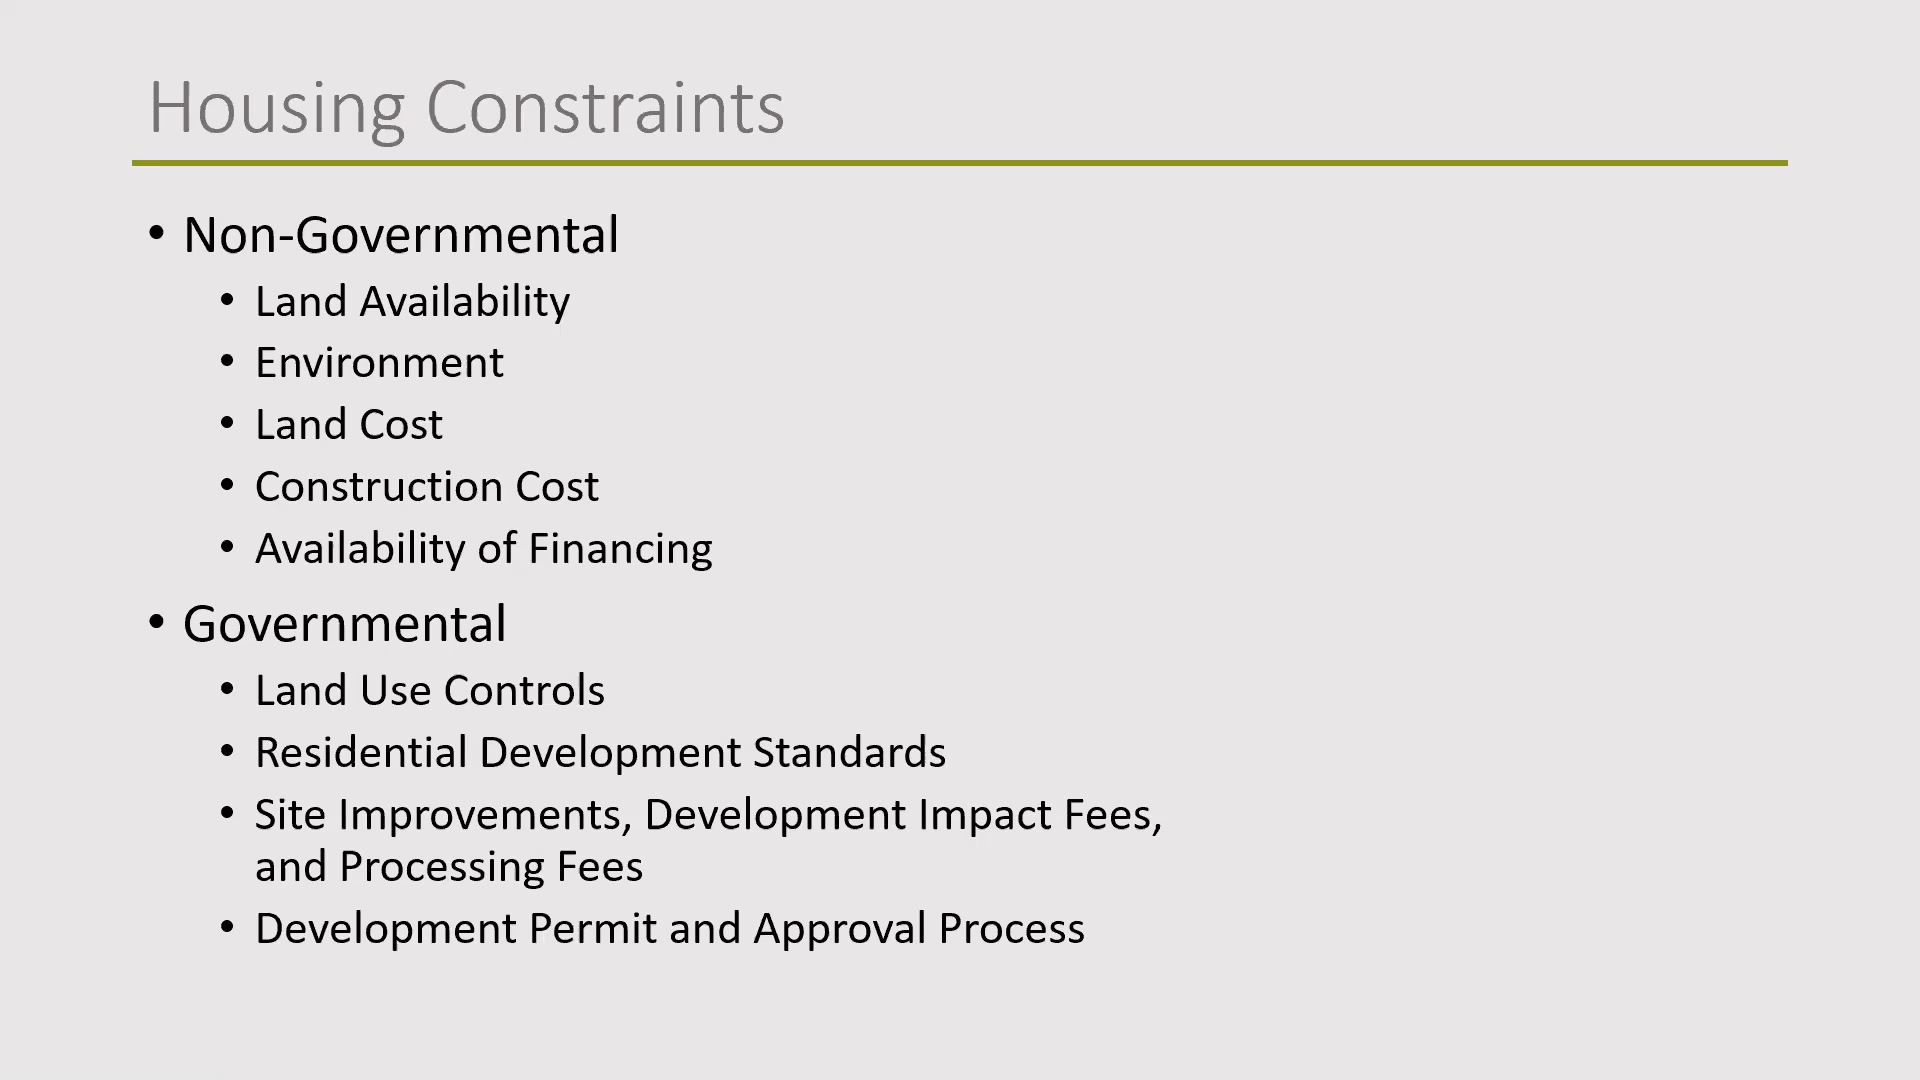 Housing Constraints
• Non-Governmental
• Land Availability
• Environment
• Land Cost
• Construction Cost
• Availability of Financing
• Governmental
• Land Use Controls
• Residential Development Standards
• Site Improvements, Development Impact Fees,
and Processing Fees
• Development Permit and Approval Process